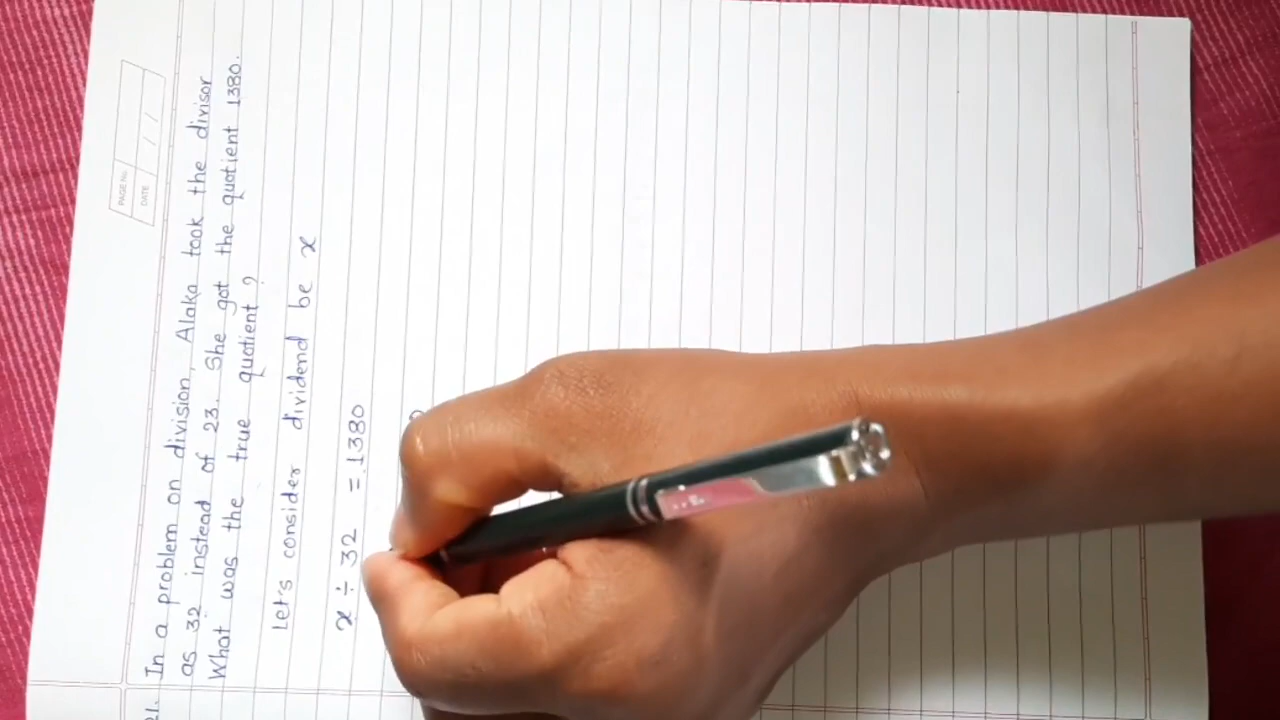 PAGE No.
DATE / /
21. In a problem on division, Alaka took the divisor
as 32 instead of 23. She got the quotient 1380.
What was the true quotient ?
Let's consider dividend be x
x ÷ 32 = 1380